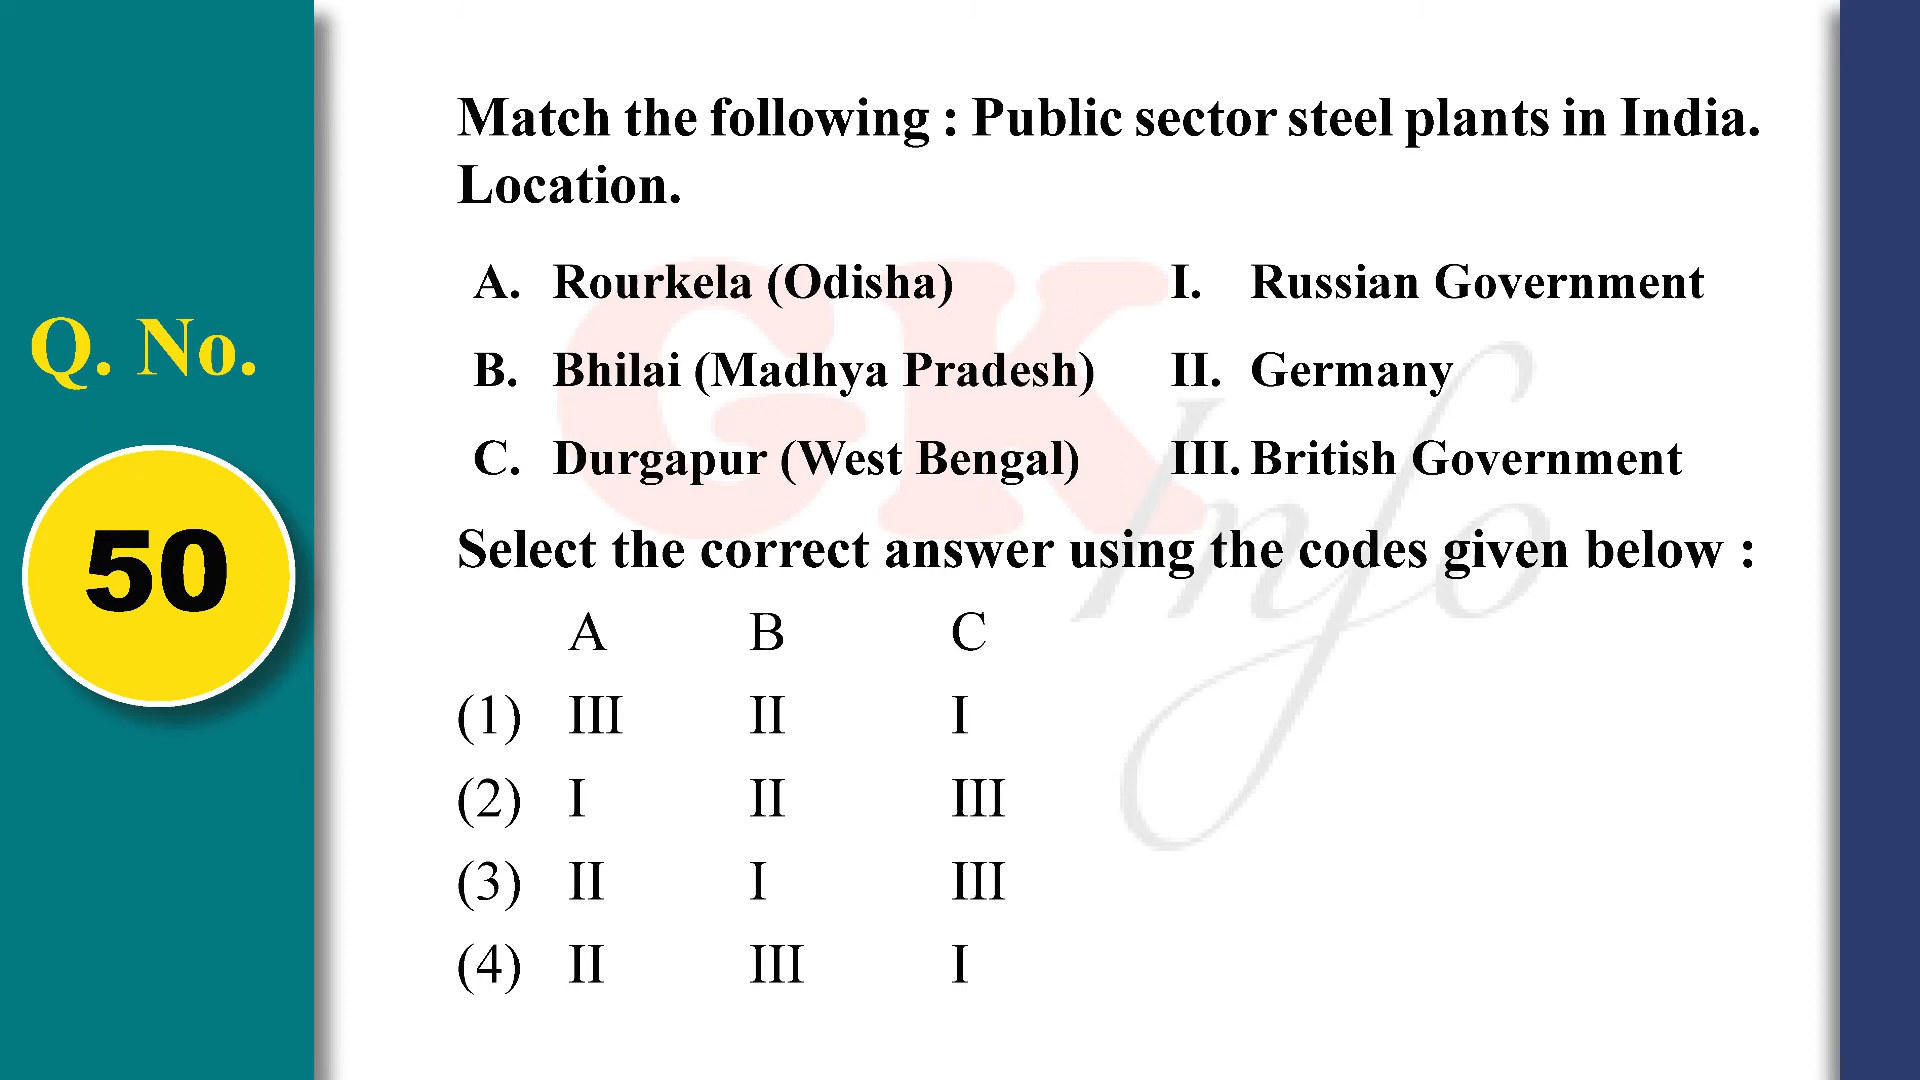 Q. No.
50
Match the following : Public sector steel plants in India.
Location.
A. Rourkela (Odisha) I. Russian Government
B. Bhilai (Madhya Pradesh) II. Germany
C. Durgapur (West Bengal) III. British Government
Select the correct answer using the codes given below :
A B C
(1) III II I
(2) I II III
(3) II I III
(4) II III I
GK
Info